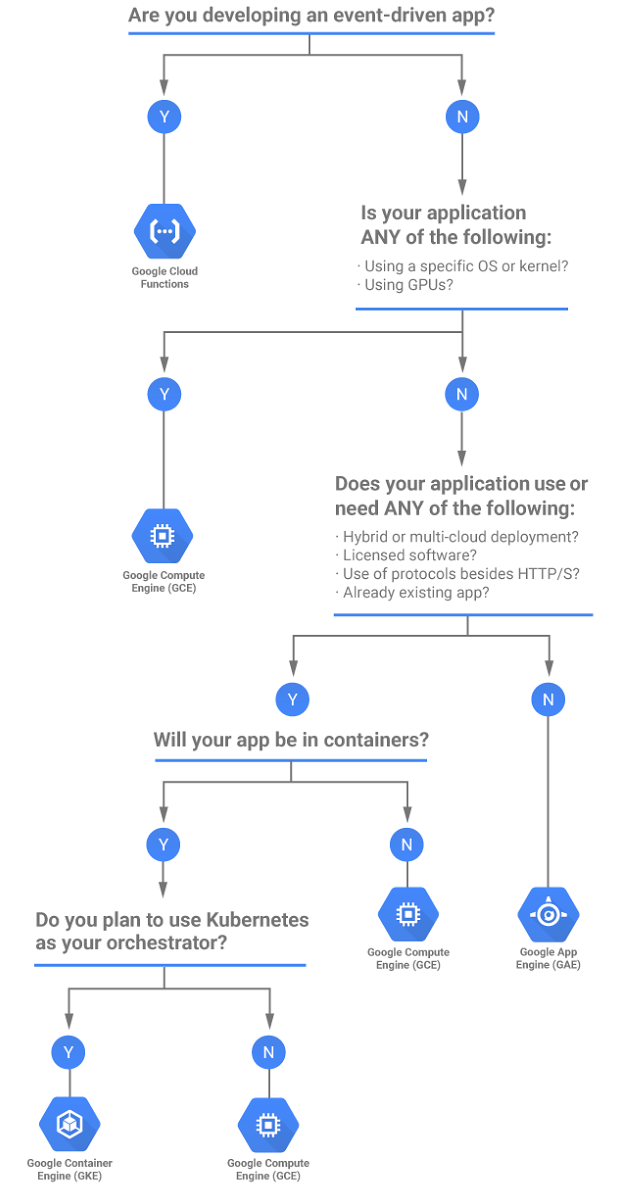 Are you developing an event-driven app?
Y
N
Google Cloud
Functions
Is your application
ANY of the following:
· Using a specific OS or kernel?
· Using GPUs?
Y
N
Google Compute
Engine (GCE)
Does your application use or
need ANY of the following:
· Hybrid or multi-cloud deployment?
· Licensed software?
· Use of protocols besides HTTP/S?
· Already existing app?
Y
N
Will your app be in containers?
Y
N
Google Compute
Engine (GCE)
Google App
Engine (GAE)
Do you plan to use Kubernetes
as your orchestrator?
Y
N
Google Container
Engine (GKE)
Google Compute
Engine (GCE)